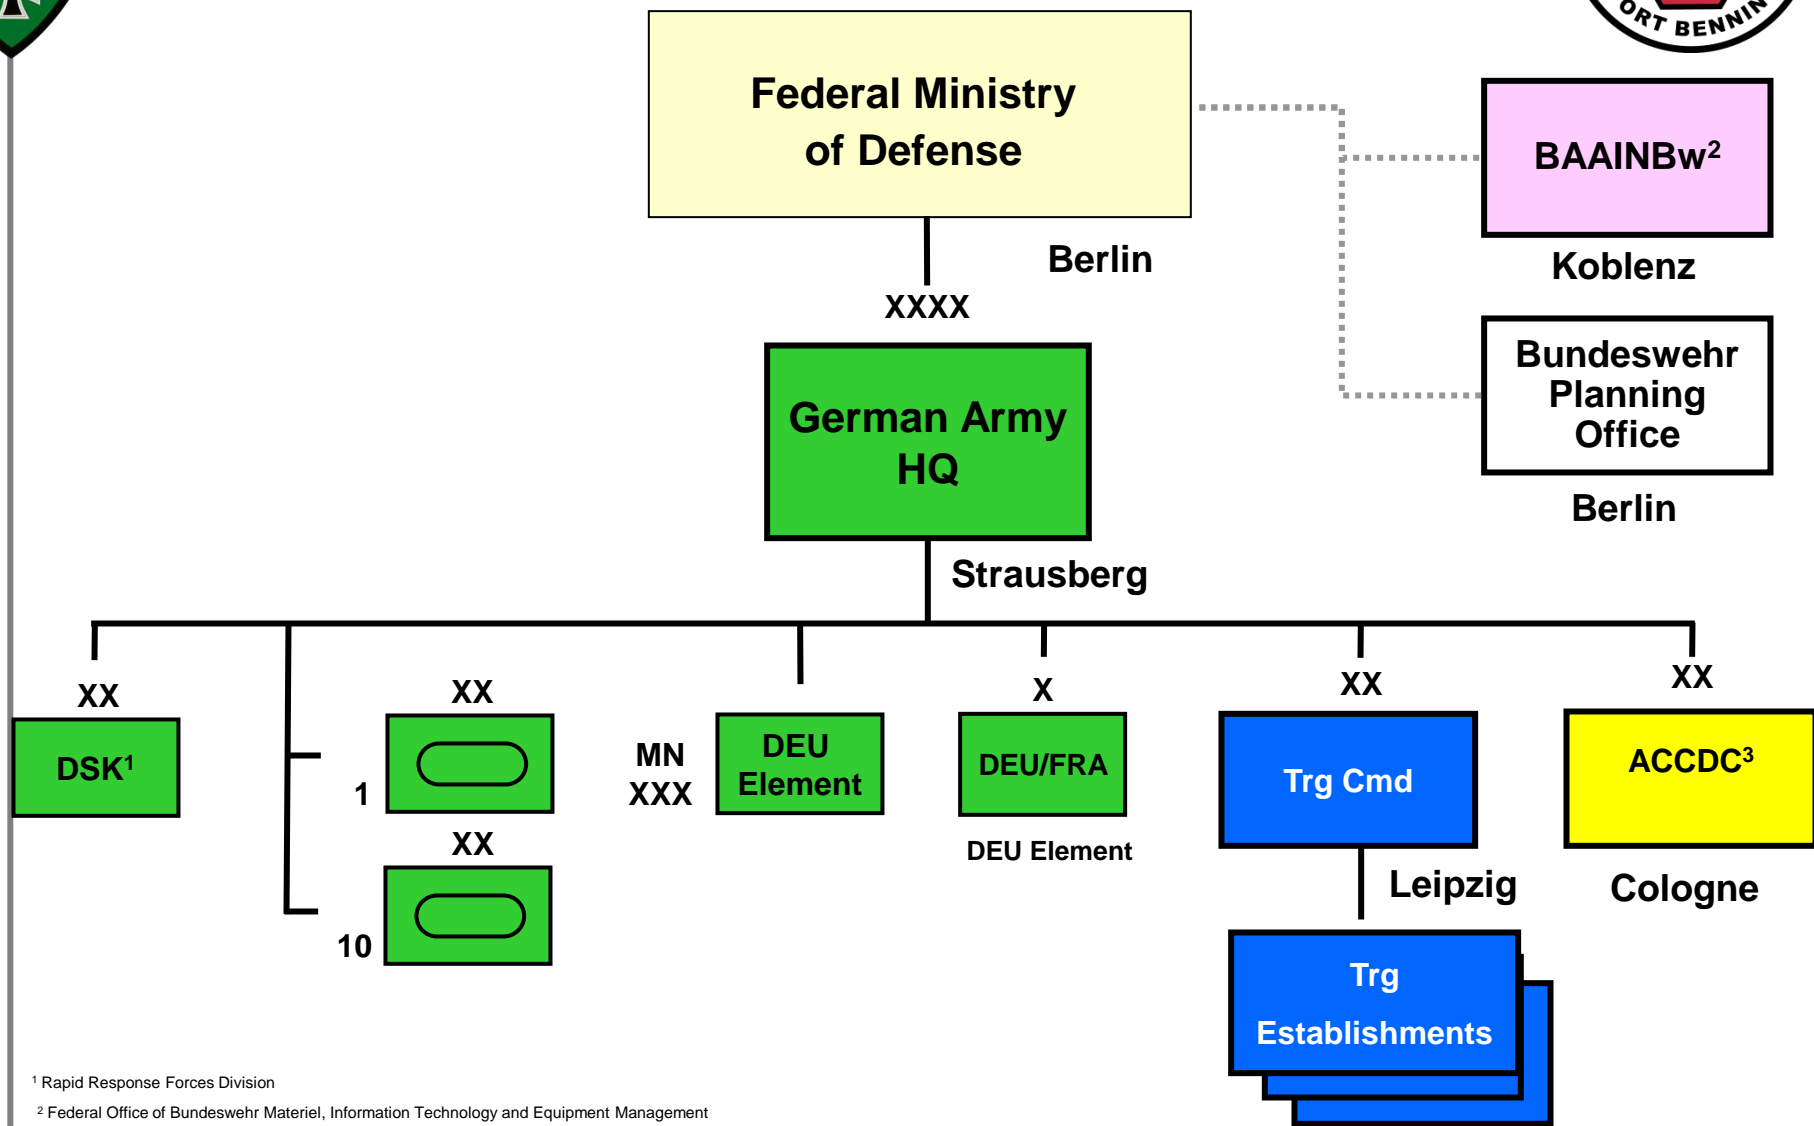 ORT BENNIN
Federal Ministry
of Defense
BAAINBw²
Berlin
Koblenz
XXXX
Bundeswehr
Planning
Office
German Army
HQ
Berlin
Strausberg
XX
DSK¹
XX
1
XX
10
MN
XXX
DEU
Element
X
DEU/FRA
DEU Element
XX
Trg Cmd
Leipzig
Trg
Establishments
XX
ACCDC³
Cologne
¹ Rapid Response Forces Division
² Federal Office of Bundeswehr Materiel, Information Technology and Equipment Management